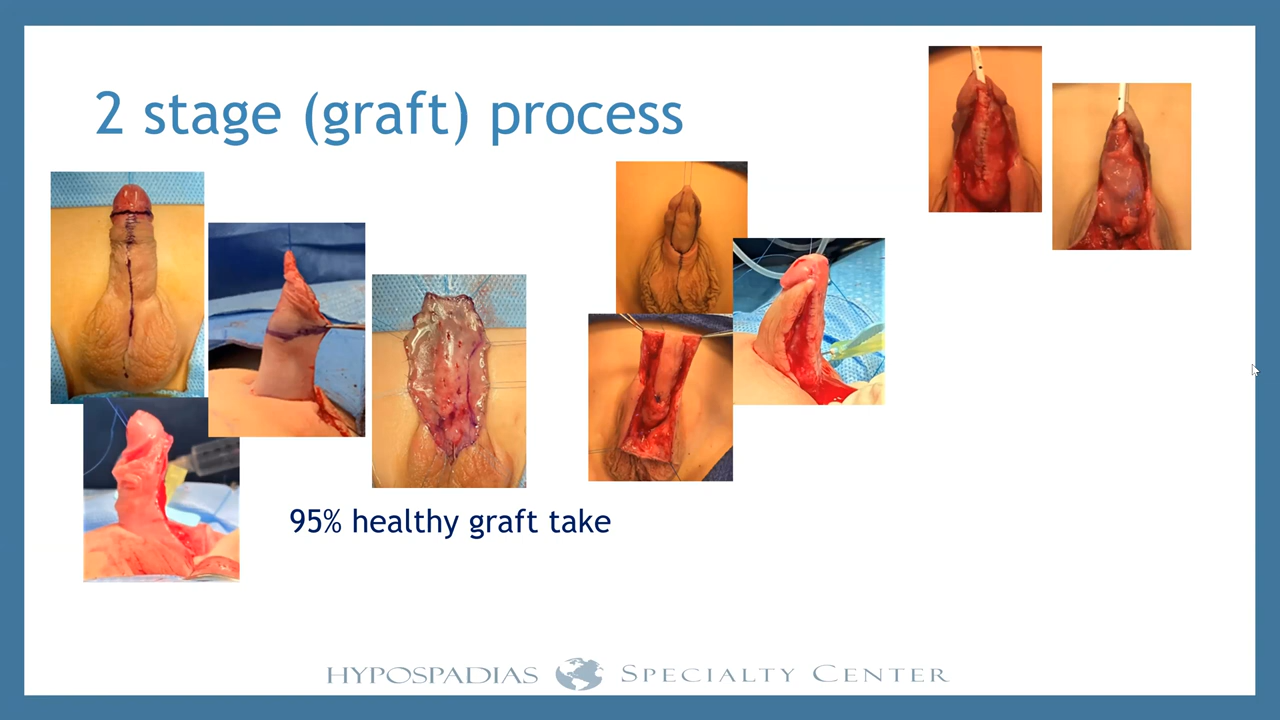 2 stage (graft) process
95% healthy graft take
HYPOSPADIAS SPECIALTY CENTER